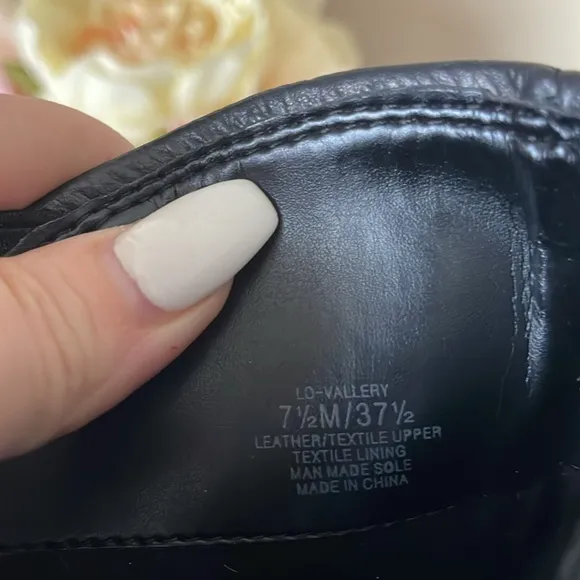 LO-VALLERY
7½M/37½
LEATHER/TEXTILE UPPER
TEXTILE LINING
MAN MADE SOLE
MADE IN CHINA